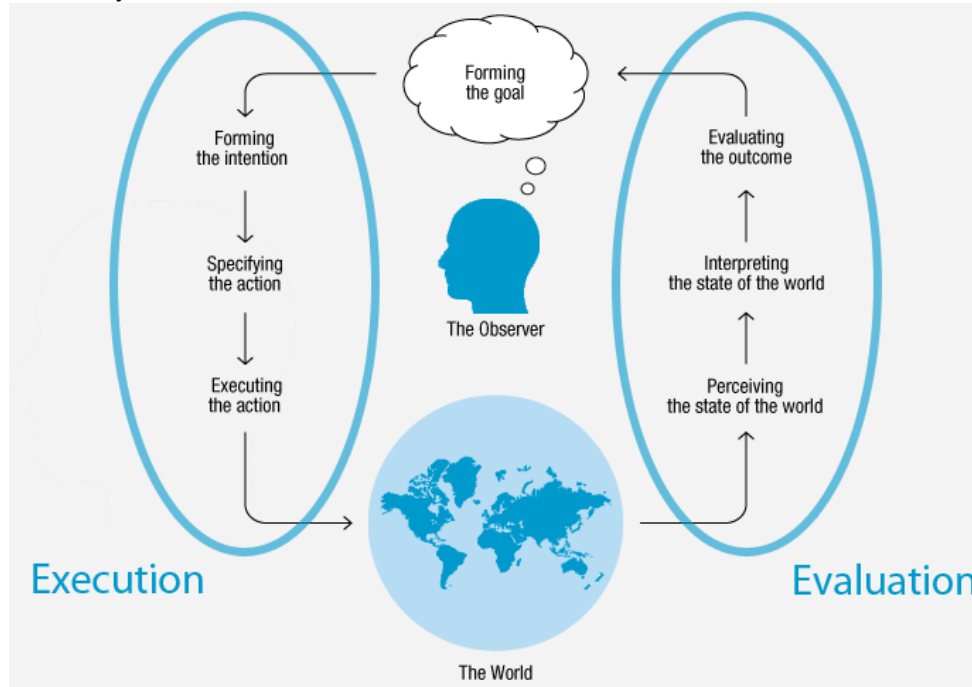 Forming
the goal
Forming
the intention
Evaluating
the outcome
Specifying
the action
Interpreting
the state of the world
The Observer
Executing
the action
Perceiving
the state of the world
Execution
Evaluation
The World